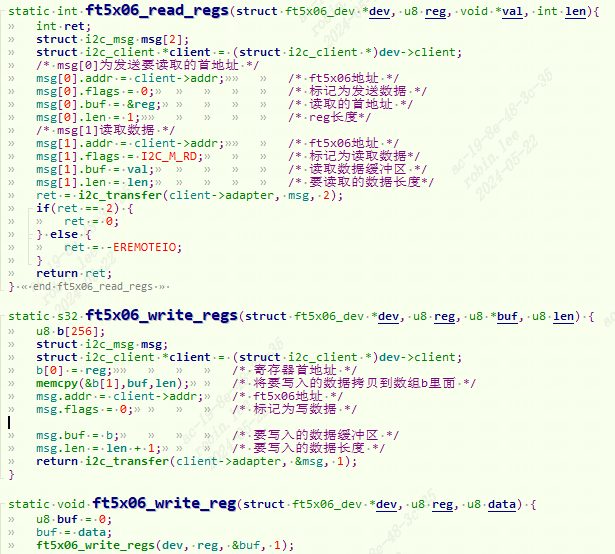 static int ft5x06_read_regs(struct ft5x06_dev *dev, u8 reg, void *val, int len){
int ret;
struct i2c_msg msg[2];
struct i2c_client *client = (struct i2c_client *)dev->client;
/* msg[0]为发送要读取的首地址 */
msg[0].addr = client->addr; /* ft5x06地址 */
msg[0].flags = 0; /* 标记为发送数据 */
msg[0].buf = &reg; /* 读取的首地址 */
msg[0].len = 1; /* reg长度*/
/* msg[1]读取数据 */
msg[1].addr = client->addr; /* ft5x06地址 */
msg[1].flags = I2C_M_RD; /* 标记为读取数据*/
msg[1].buf = val; /* 读取数据缓冲区 */
msg[1].len = len; /* 要读取的数据长度*/
ret = i2c_transfer(client->adapter, msg, 2);
if(ret == 2) {
ret = 0;
} else {
ret = -EREMOTEIO;
}
return ret;
} « end ft5x06_read_regs »
static s32 ft5x06_write_regs(struct ft5x06_dev *dev, u8 reg, u8 *buf, u8 len) {
u8 b[256];
struct i2c_msg msg;
struct i2c_client *client = (struct i2c_client *)dev->client;
b[0] = reg; /* 寄存器首地址 */
memcpy(&b[1],buf,len); /* 将要写入的数据拷贝到数组b里面 */
msg.addr = client->addr; /* ft5x06地址 */
msg.flags = 0; /* 标记为写数据 */
msg.buf = b; /* 要写入的数据缓冲区 */
msg.len = len + 1; /* 要写入的数据长度 */
return i2c_transfer(client->adapter, &msg, 1);
}
static void ft5x06_write_reg(struct ft5x06_dev *dev, u8 reg, u8 data) {
u8 buf = 0;
buf = data;
ft5x06_write_regs(dev, reg, &buf, 1);